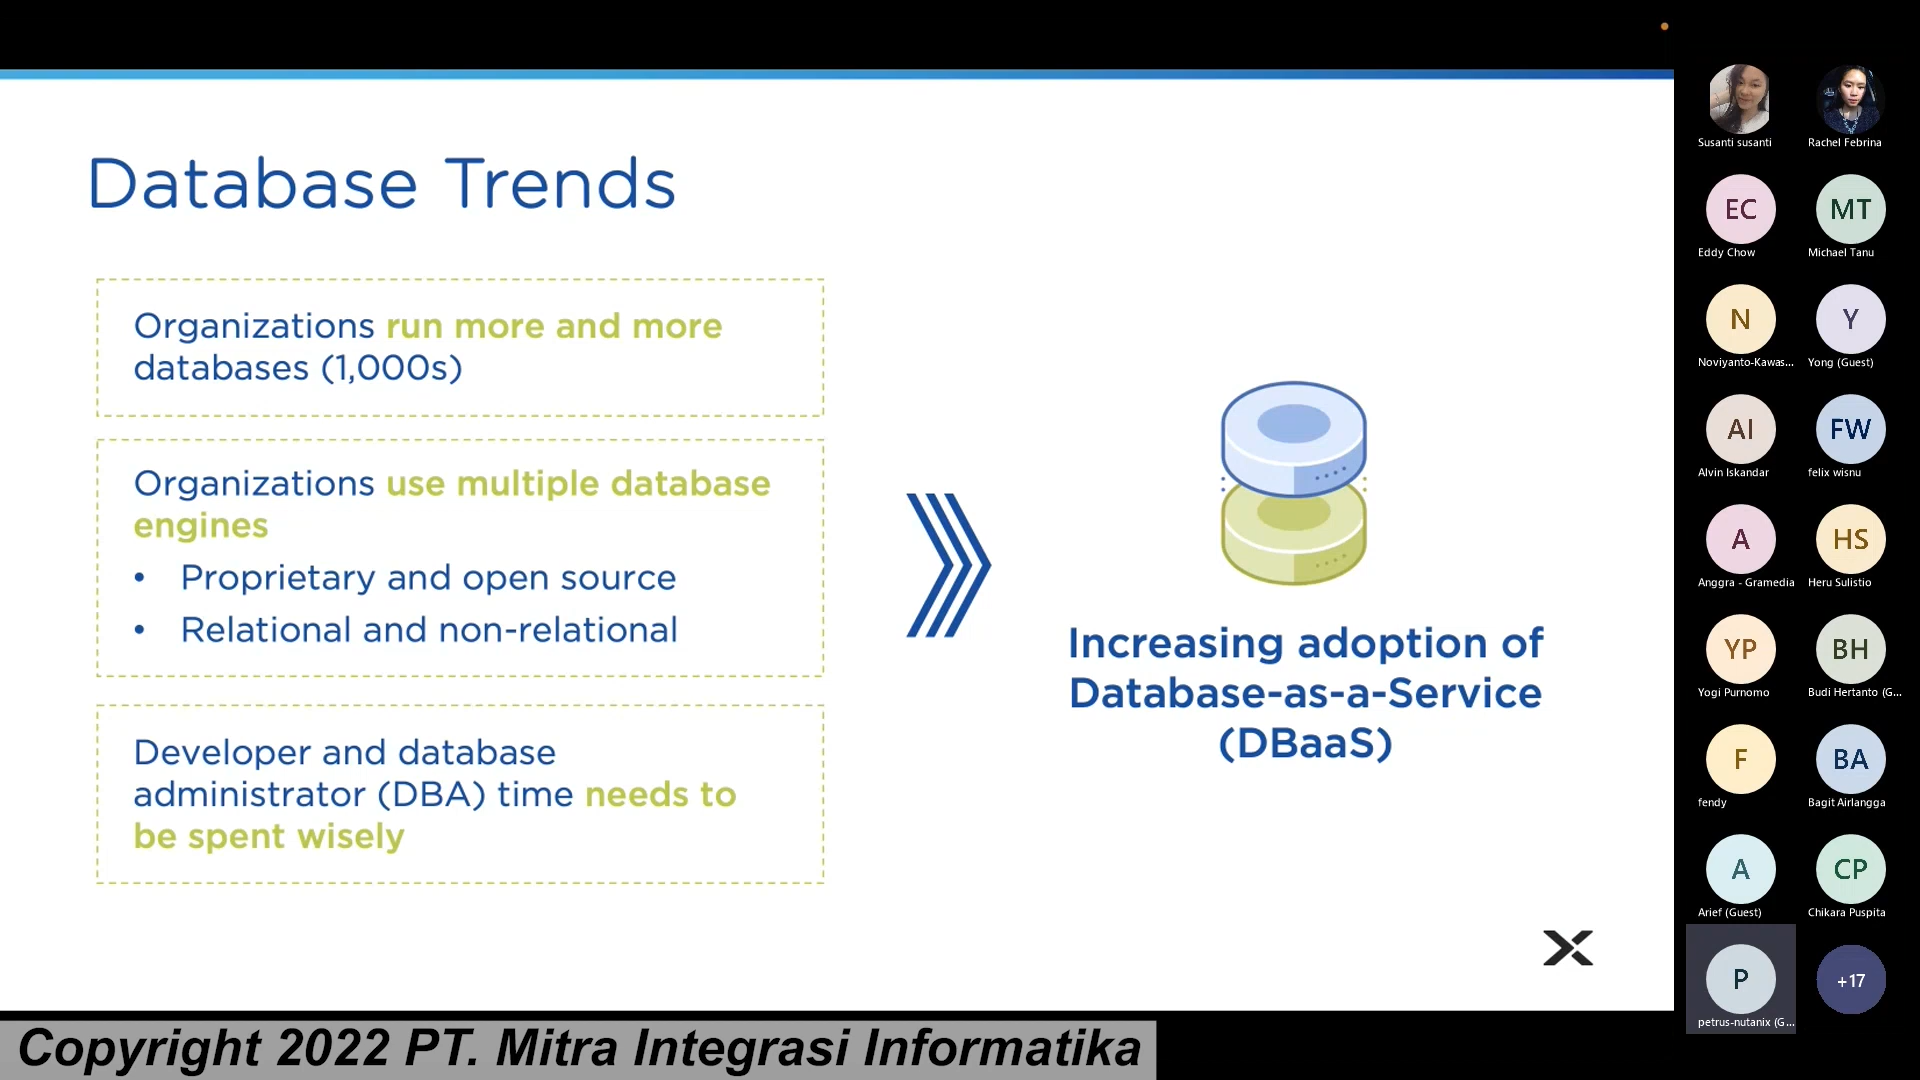 Database Trends
Organizations run more and more
databases (1,000s)
Organizations use multiple database
engines
• Proprietary and open source
• Relational and non-relational
Developer and database
administrator (DBA) time needs to
be spent wisely
Increasing adoption of
Database-as-a-Service
(DBaaS)
Copyright 2022 PT. Mitra Integrasi Informatika
Susanti susanti
Rachel Febrina
EC
MT
Eddy Chow
Michael Tanu
N
Y
Noviyanto-Kawas...
Yong (Guest)
AI
FW
Alvin Iskandar
felix wisnu
A
HS
Anggra - Gramedia
Heru Sulistio
YP
BH
Yogi Purnomo
Budi Hertanto (G...
F
BA
fendy
Bagit Airlangga
A
CP
Arief (Guest)
Chikara Puspita
P
+17
petrus-nutanix (G...